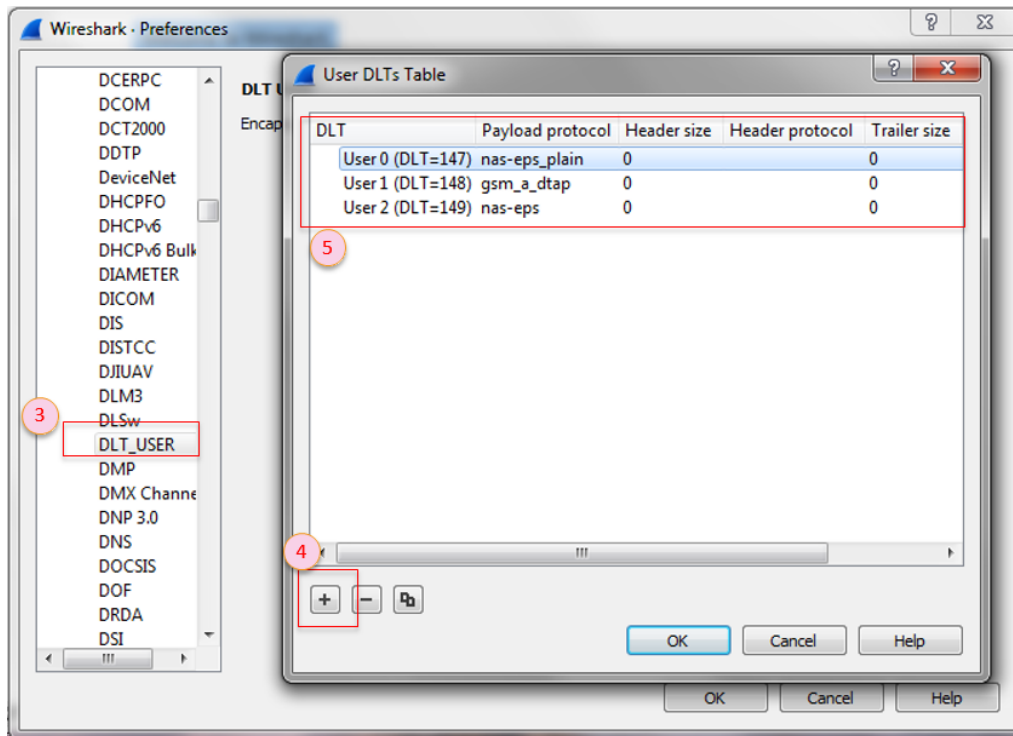 Wireshark · Preferences
DCERPC
DCOM
DCT2000
DDTP
DeviceNet
DHCPFO
DHCPv6
DHCPv6 Bulk
DIAMETER
DICOM
DIS
DISTCC
DJIUAV
DLM3
3
DLSw
DLT_USER
DMP
DMX Channe
DNP 3.0
DNS
DOCSIS
DOF
DRDA
DSI
DLT U
Encap
User DLTs Table
DLT Payload protocol Header size Header protocol Trailer size
User 0 (DLT=147) nas-eps_plain 0 0
User 1 (DLT=148) gsm_a_dtap 0 0
User 2 (DLT=149) nas-eps 0 0
5
4
OK Cancel Help
OK Cancel Help